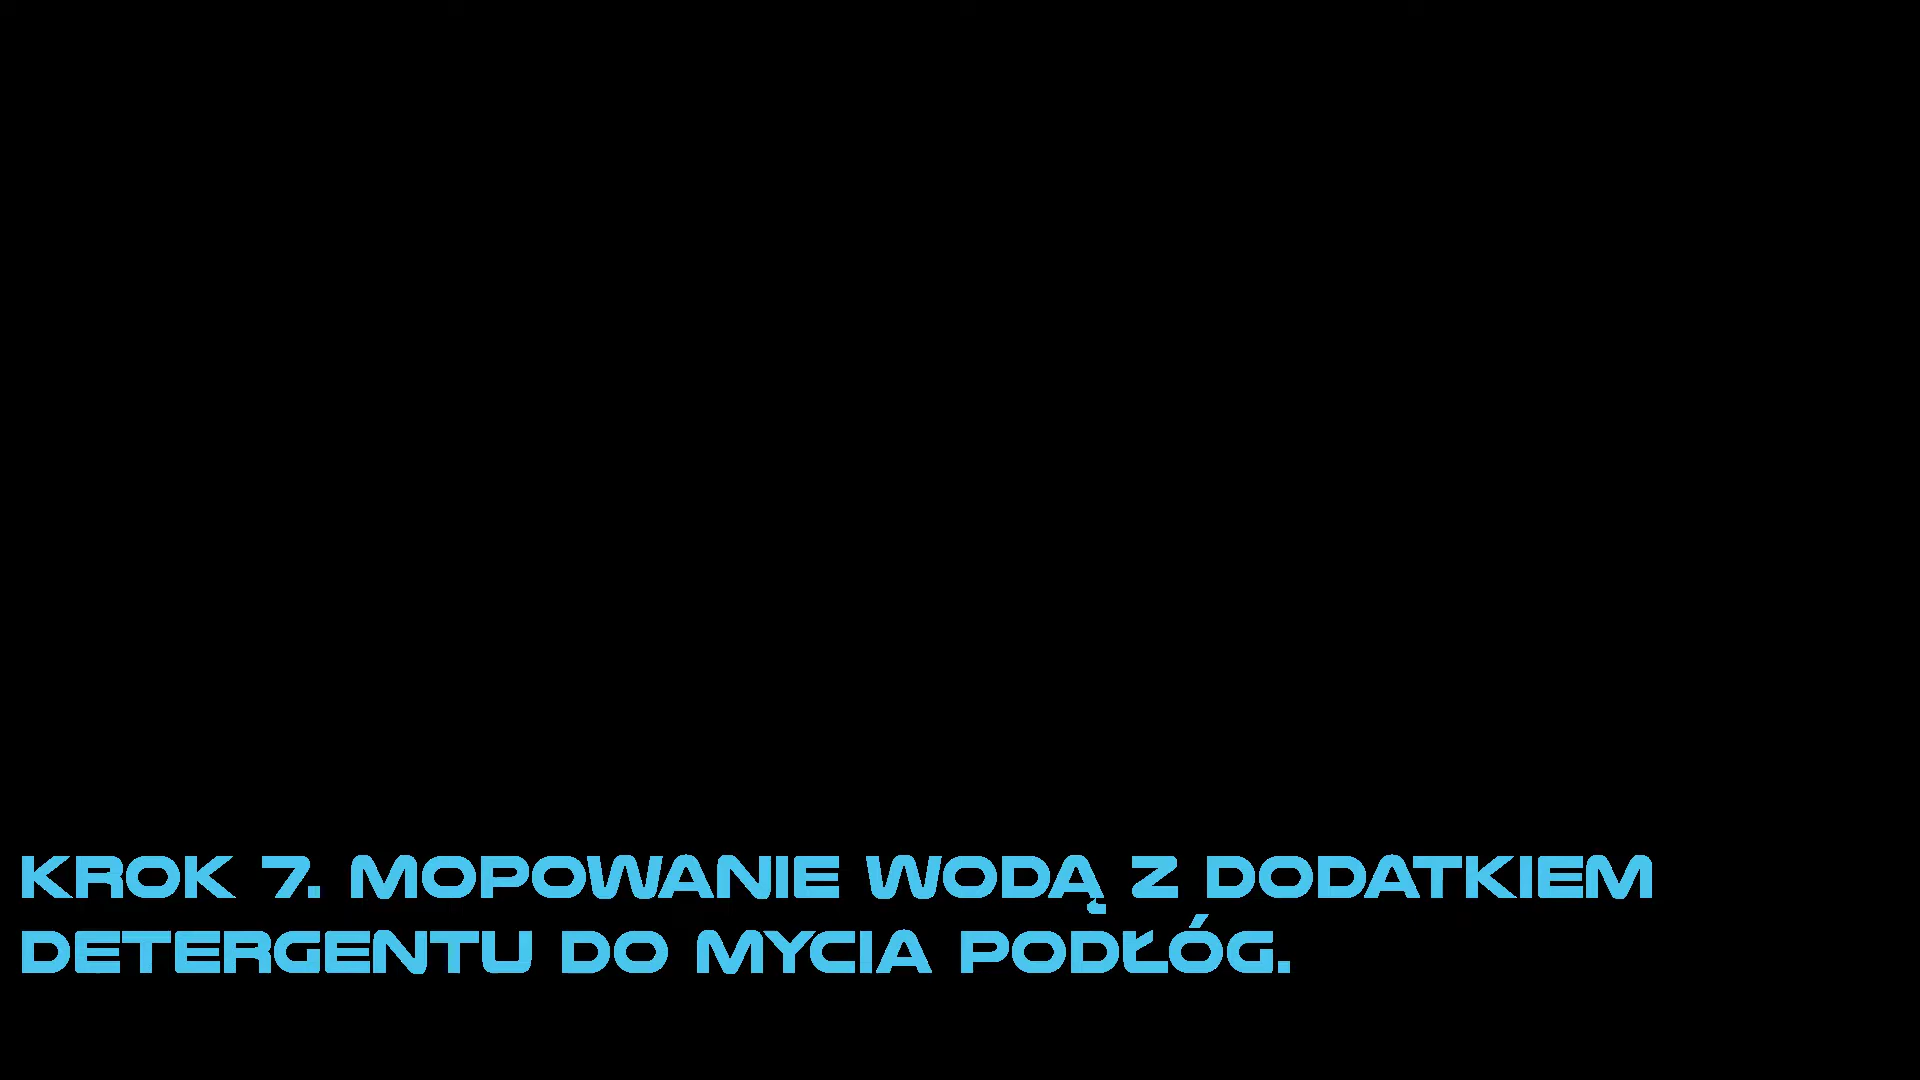 KROK 7. MOPOWANIE WODĄ Z DODATKIEM
DETERGENTU DO MYCIA PODŁÓG.